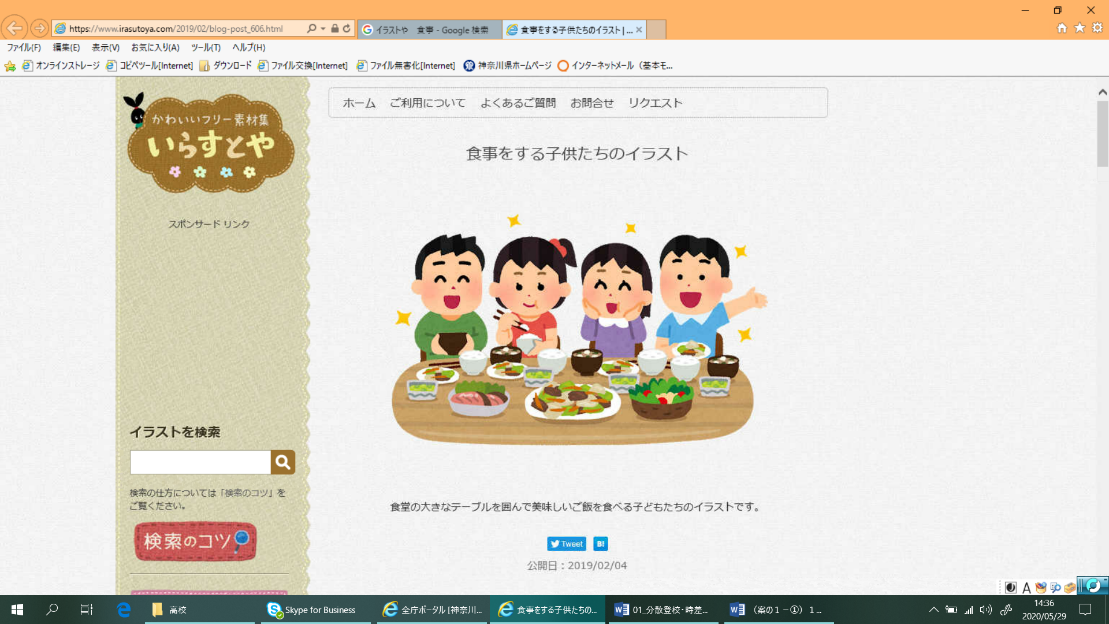 https://www.irasutoya.com/2019/02/blog-post_606.html
イラストや　食事 - Google 検索
食事をする子供たちのイラスト | ...
ファイル(F) 編集(E) 表示(V) お気に入り(A) ツール(T) ヘルプ(H)
オンラインストレージ コピペツール[Internet] ダウンロード ファイル交換[Internet] ファイル無害化[Internet] 神奈川県ホームページ インターネットメール（基本モ...
ホーム ご利用について よくあるご質問 お問合せ リクエスト
かわいいフリー素材集
いらすとや
スポンサード リンク
食事をする子供たちのイラスト
イラストを検索
検索の仕方については「検索のコツ」を
ご覧ください。
検索のコツ
食堂の大きなテーブルを囲んで美味しいご飯を食べる子どもたちのイラストです。
Tweet B!
公開日：2019/02/04
A
高校 Skype for Business 全庁ポータル|神奈川... 食事をする子供たちの... 01_分散登校・時差... （案の１－①）１...
14:36
2020/05/29